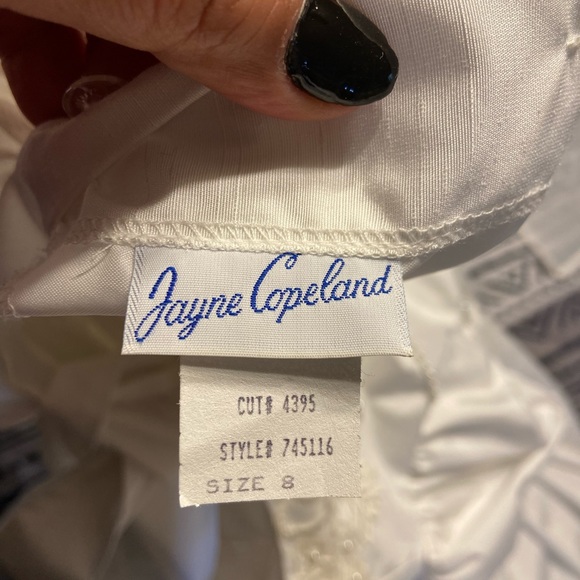 Jayne Copeland
CUT# 4395
STYLE# 745116
SIZE 8